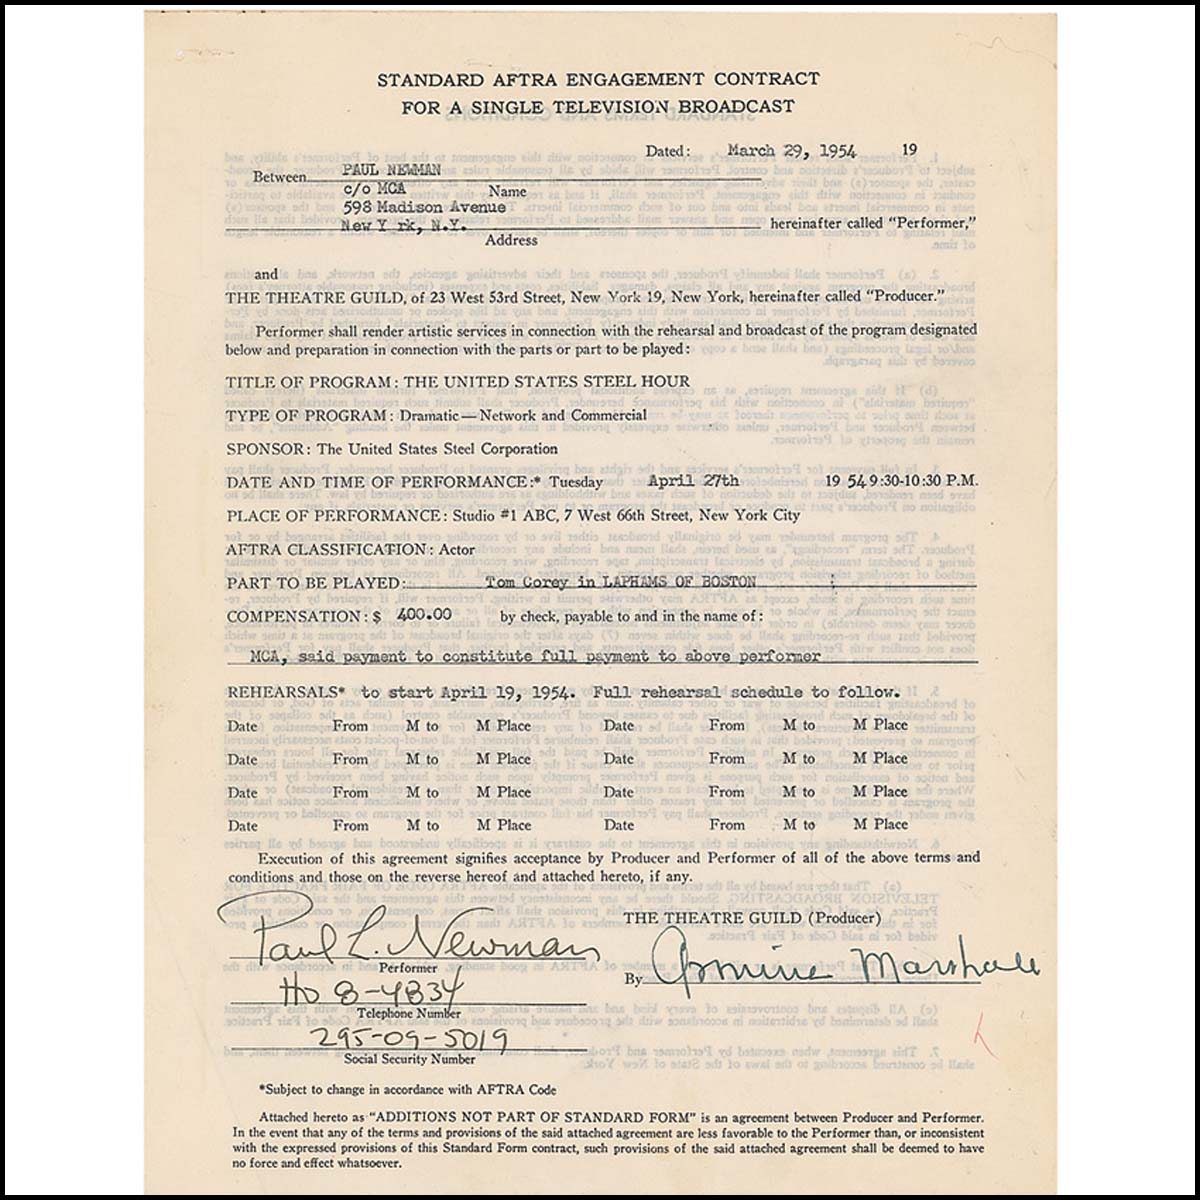 STANDARD AFTRA ENGAGEMENT CONTRACT
FOR A SINGLE TELEVISION BROADCAST
Dated: March 29, 1954 19
Between PAUL NEWMAN
c/o MCA Name
598 Madison Avenue
New Y rk, N.Y. hereinafter called "Performer,"
Address
and
THE THEATRE GUILD, of 23 West 53rd Street, New York 19, New York, hereinafter called "Producer."
Performer shall render artistic services in connection with the rehearsal and broadcast of the program designated
below and preparation in connection with the parts or part to be played:
TITLE OF PROGRAM: THE UNITED STATES STEEL HOUR
TYPE OF PROGRAM: Dramatic—Network and Commercial
SPONSOR: The United States Steel Corporation
DATE AND TIME OF PERFORMANCE:* Tuesday April 27th 19 54 9:30-10:30 P.M.
PLACE OF PERFORMANCE: Studio #1 ABC, 7 West 66th Street, New York City
AFTRA CLASSIFICATION: Actor
PART TO BE PLAYED: Tom Corey in LAPHAMS OF BOSTON
COMPENSATION: $ 400.00 by check, payable to and in the name of:
MCA, said payment to constitute full payment to above performer
REHEARSALS* to start April 19, 1954. Full rehearsal schedule to follow.
Date From M to M Place Date From M to M Place
Date From M to M Place Date From M to M Place
Date From M to M Place Date From M to M Place
Date From M to M Place Date From M to M Place
Execution of this agreement signifies acceptance by Producer and Performer of all of the above terms and
conditions and those on the reverse hereof and attached hereto, if any.
THE THEATRE GUILD (Producer)
Paul L. Newman
Performer
By Armina Marshall
HO 8-4834
Telephone Number
295-09-5019
Social Security Number
*Subject to change in accordance with AFTRA Code
Attached hereto as "ADDITIONS NOT PART OF STANDARD FORM" is an agreement between Producer and Performer.
In the event that any of the terms and provisions of the said attached agreement are less favorable to the Performer than, or inconsistent
with the expressed provisions of this Standard Form contract, such provisions of the said attached agreement shall be deemed to have
no force and effect whatsoever.